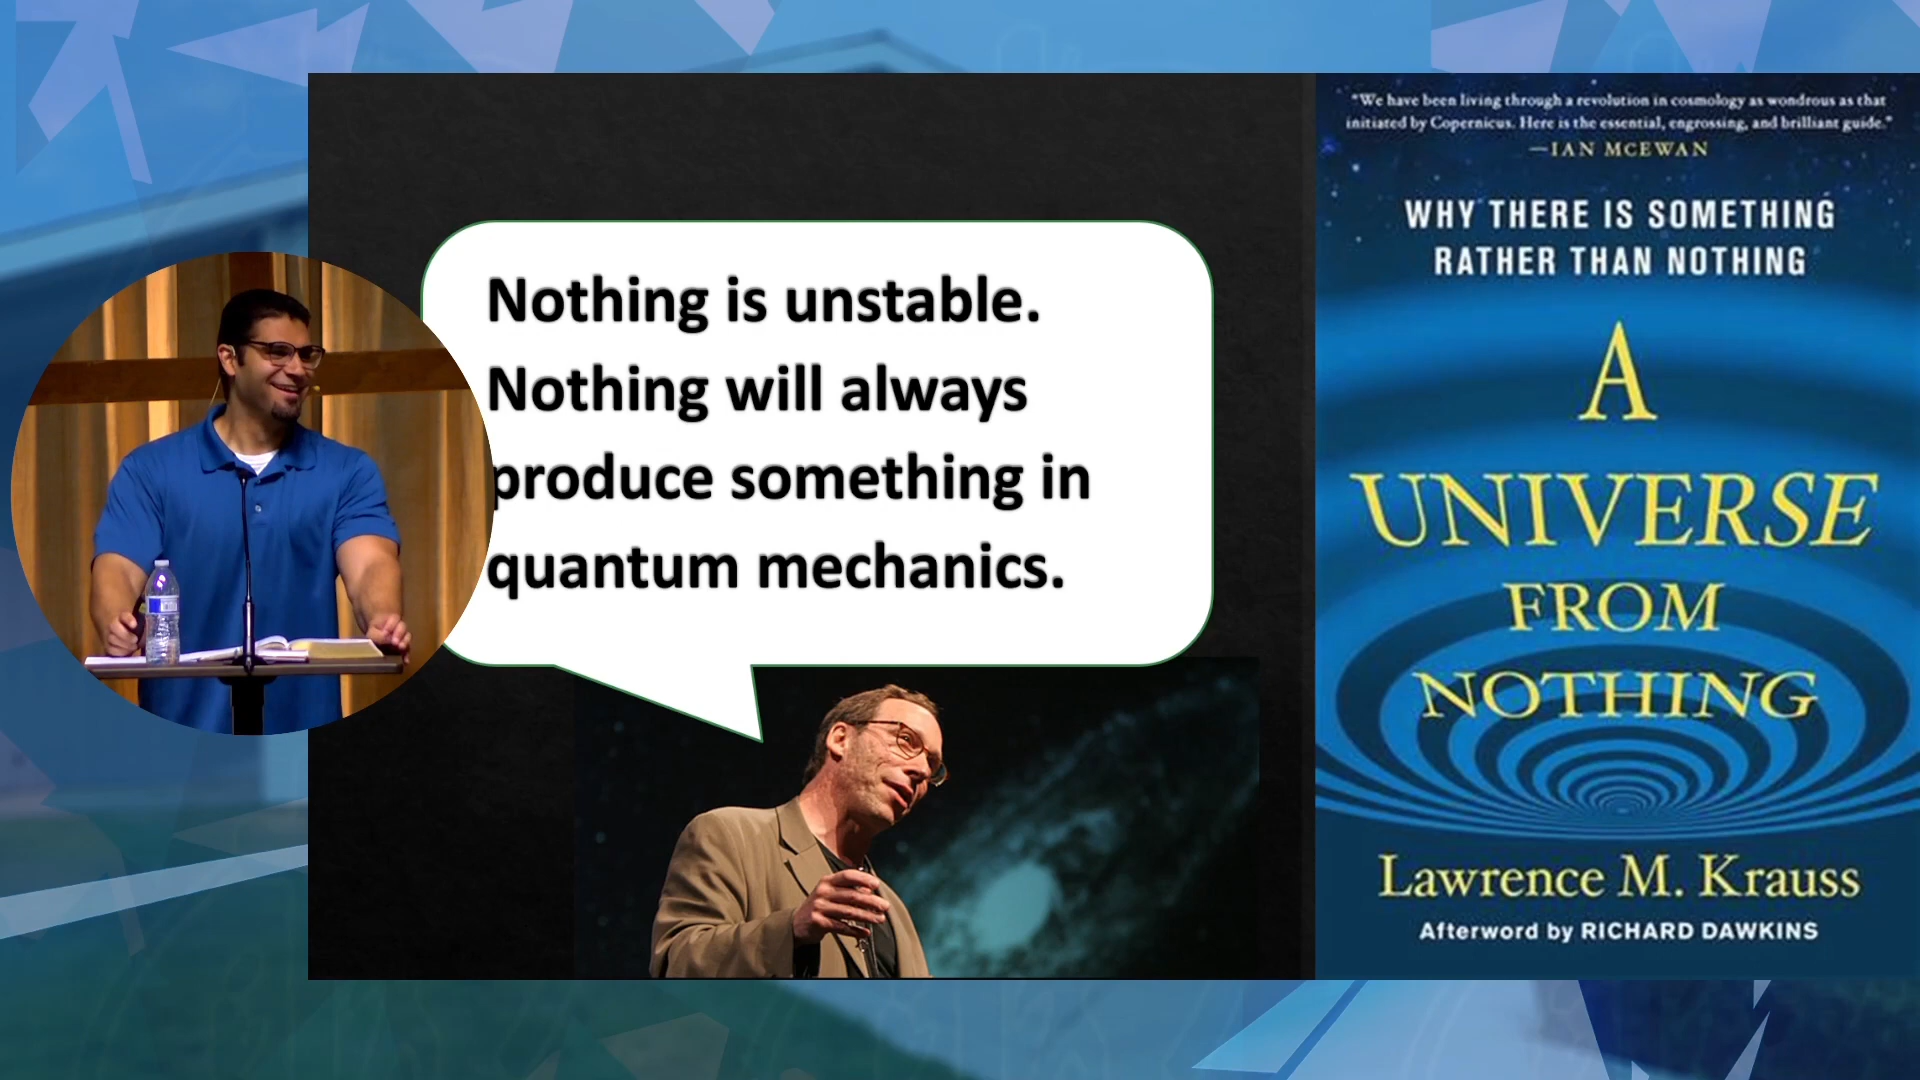 Nothing is unstable.
Nothing will always
produce something in
quantum mechanics.
"We have been living through a revolution in cosmology as wondrous as that
initiated by Copernicus. Here is the essential, engrossing, and brilliant guide."
—IAN MCEWAN
WHY THERE IS SOMETHING
RATHER THAN NOTHING
A
UNIVERSE
FROM
NOTHING
Lawrence M. Krauss
Afterword by RICHARD DAWKINS